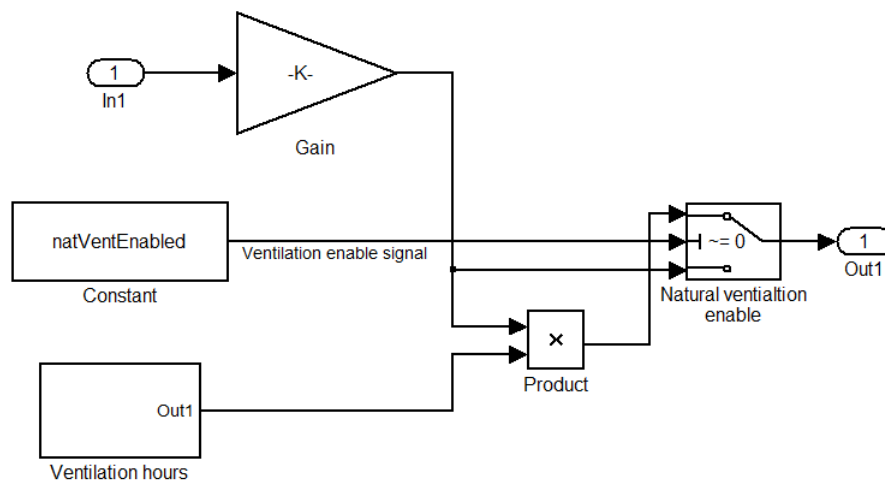 1
In1
-K-
Gain
natVentEnabled
Constant
Ventilation enable signal
~= 0
Natural ventialtion
enable
1
Out1
×
Product
Out1
Ventilation hours